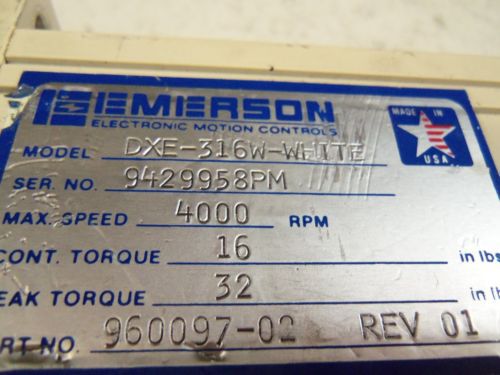 EMERSON
ELECTRONIC MOTION CONTROLS
MADE IN
USA
MODEL DXE-316W-WHITE
SER. NO. 9429958PM
MAX. SPEED 4000 RPM
CONT. TORQUE 16 in lbs
EAK TORQUE 32 in l
RT NO 960097-02 REV 01